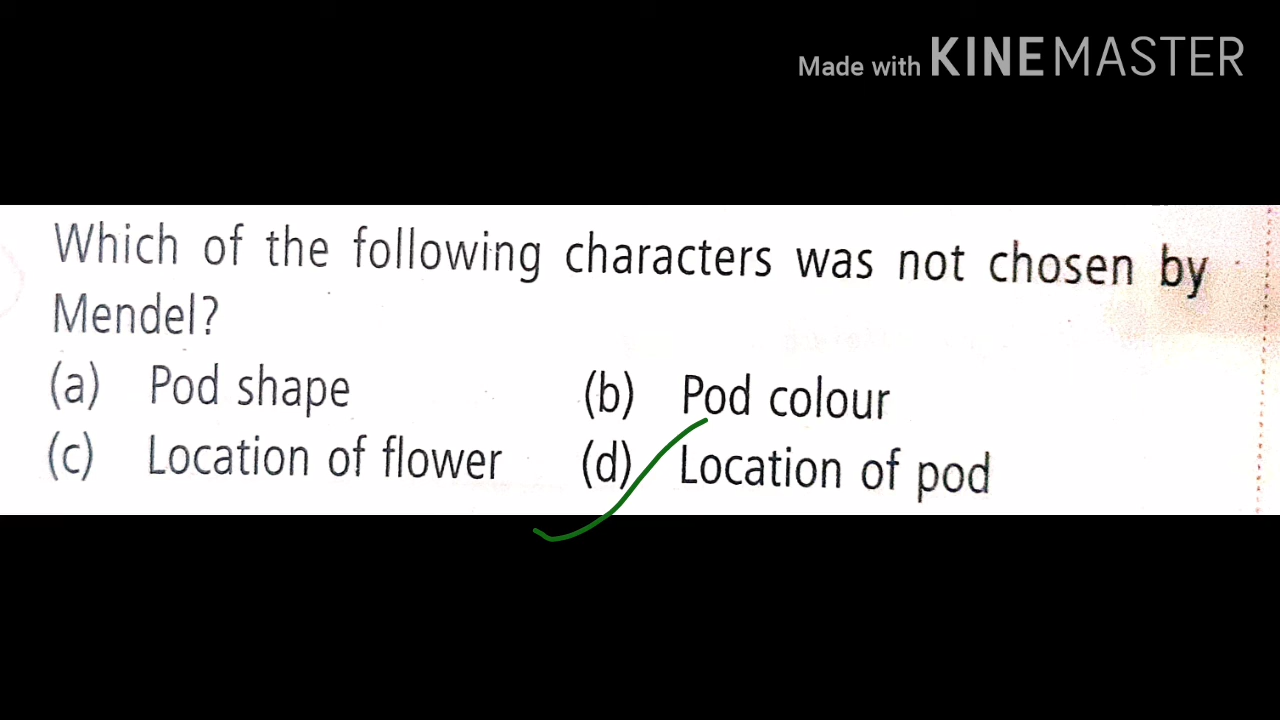 Made with KINEMASTER
Which of the following characters was not chosen by
Mendel?
(a) Pod shape (b) Pod colour
(c) Location of flower (d) Location of pod